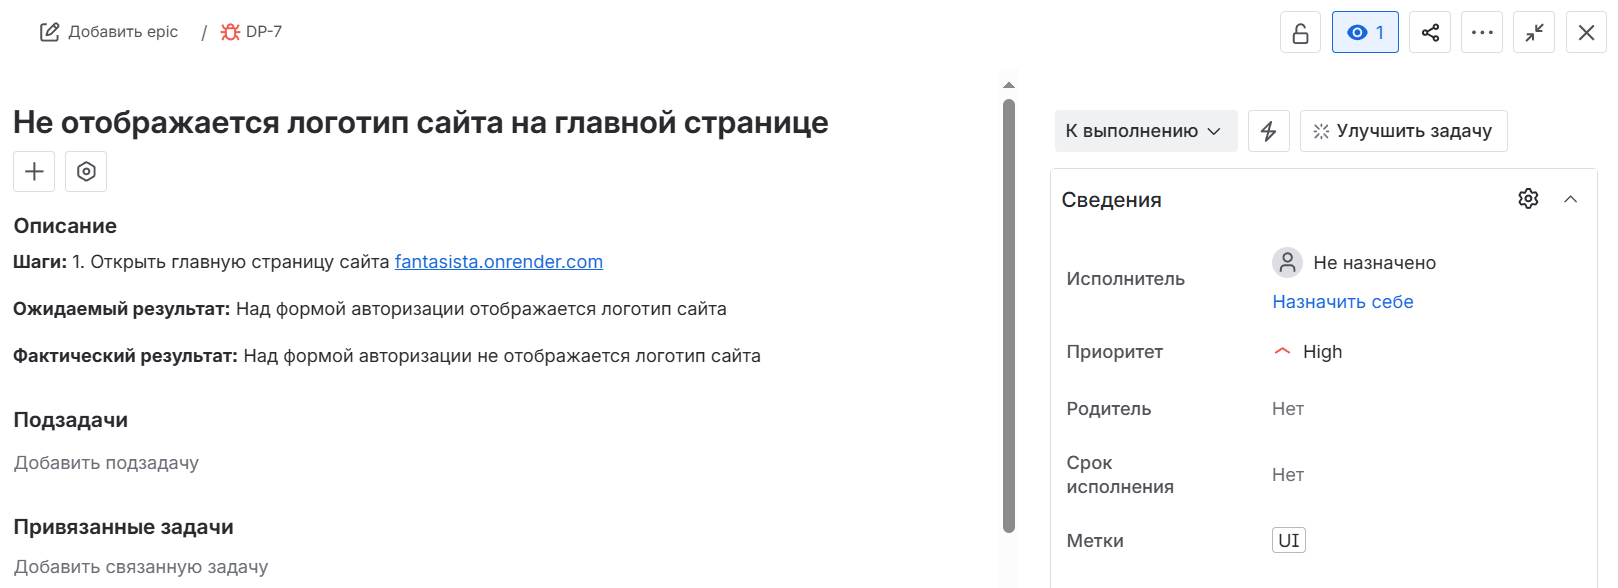 Добавить epic / DP-7
1
Не отображается логотип сайта на главной странице
Описание
Шаги: 1. Открыть главную страницу сайта fantasista.onrender.com
Ожидаемый результат: Над формой авторизации отображается логотип сайта
Фактический результат: Над формой авторизации не отображается логотип сайта
Подзадачи
Добавить подзадачу
Привязанные задачи
Добавить связанную задачу
К выполнению
Улучшить задачу
Сведения
Исполнитель
Не назначено
Назначить себе
Приоритет
High
Родитель
Нет
Срок
исполнения
Нет
Метки
UI